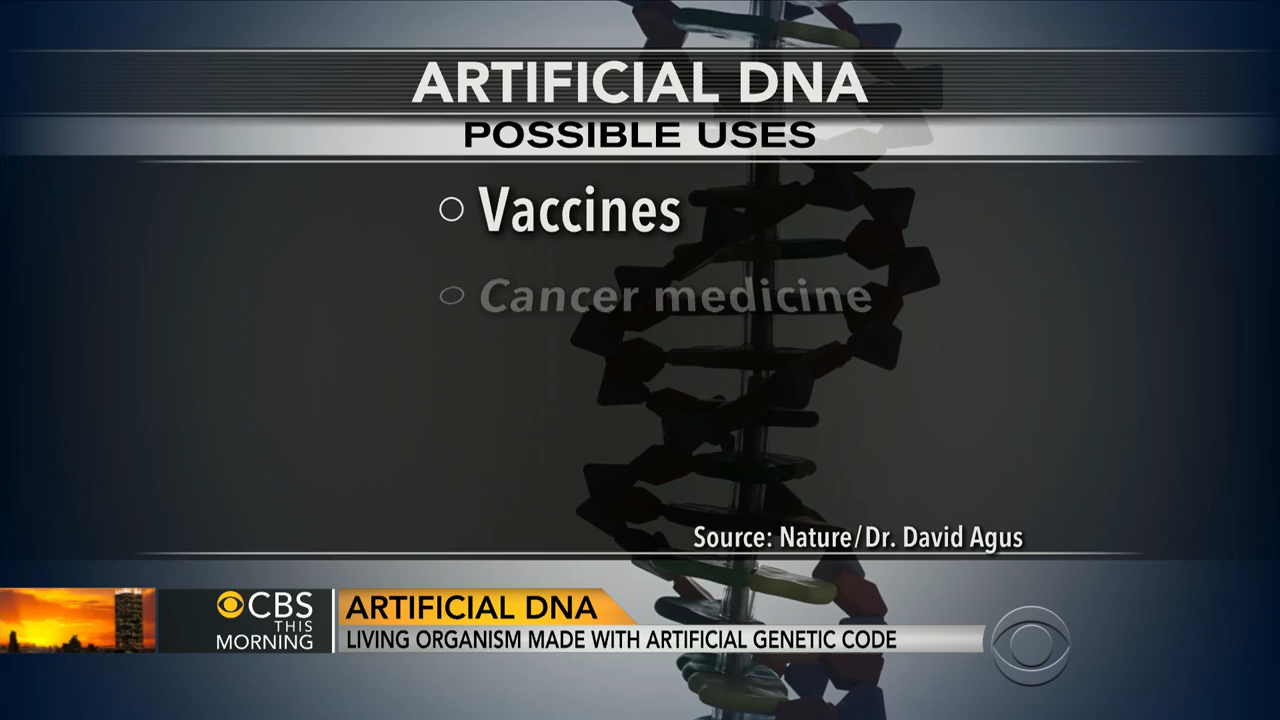 ARTIFICIAL DNA
POSSIBLE USES
Vaccines
Cancer medicine
Source: Nature/Dr. David Agus
CBS
THIS
MORNING
ARTIFICIAL DNA
LIVING ORGANISM MADE WITH ARTIFICIAL GENETIC CODE